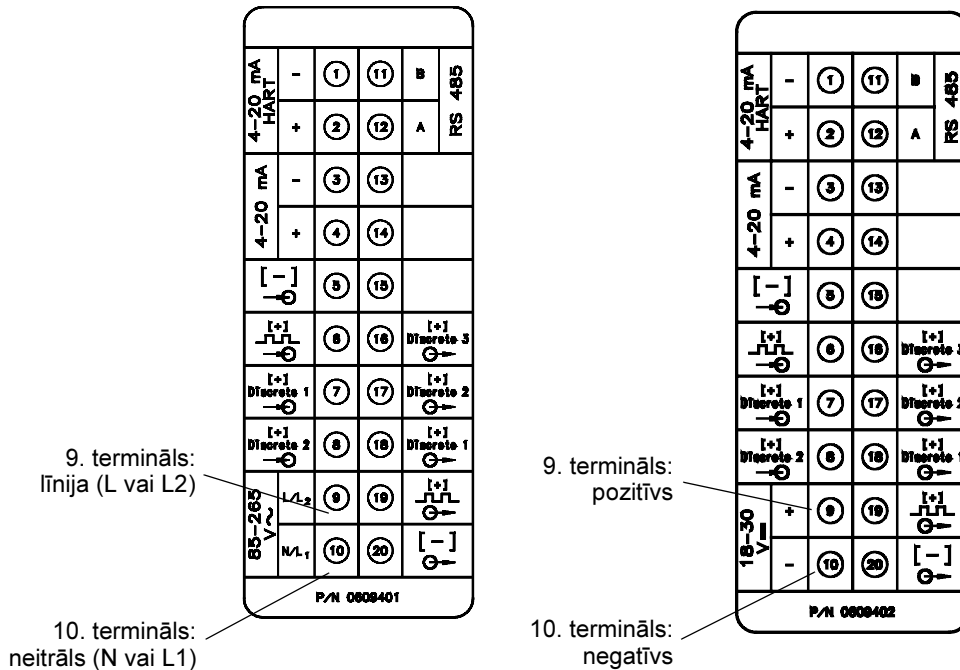 4-20 mA
HART
- 1 11 B
RS 485
+ 2 12 A
4-20 mA
- 3 13
+ 4 14
[-] 5 15
[+] 6 16 [+]
Discrete 3
[+]
Discrete 1 7 17 [+]
Discrete 2
[+]
Discrete 2 8 18 [+]
Discrete 1
85-265
V~
L/L2 9 19 [+]
N/L1 10 20 [-]
P/N 0609401
9. termināls:
līnija (L vai L2)
10. termināls:
neitrāls (N vai L1)
4-20 mA
HART
- 1 11 B
RS 485
+ 2 12 A
4-20 mA
- 3 13
+ 4 14
[-] 5 15
[+] 6 16 [+]
Discrete 3
[+]
Discrete 1 7 17 [+]
Discrete 2
[+]
Discrete 2 8 18 [+]
Discrete 1
18-30
V
+ 9 19 [+]
- 10 20 [-]
P/N 0609402
9. termināls:
pozitīvs
10. termināls:
negatīvs